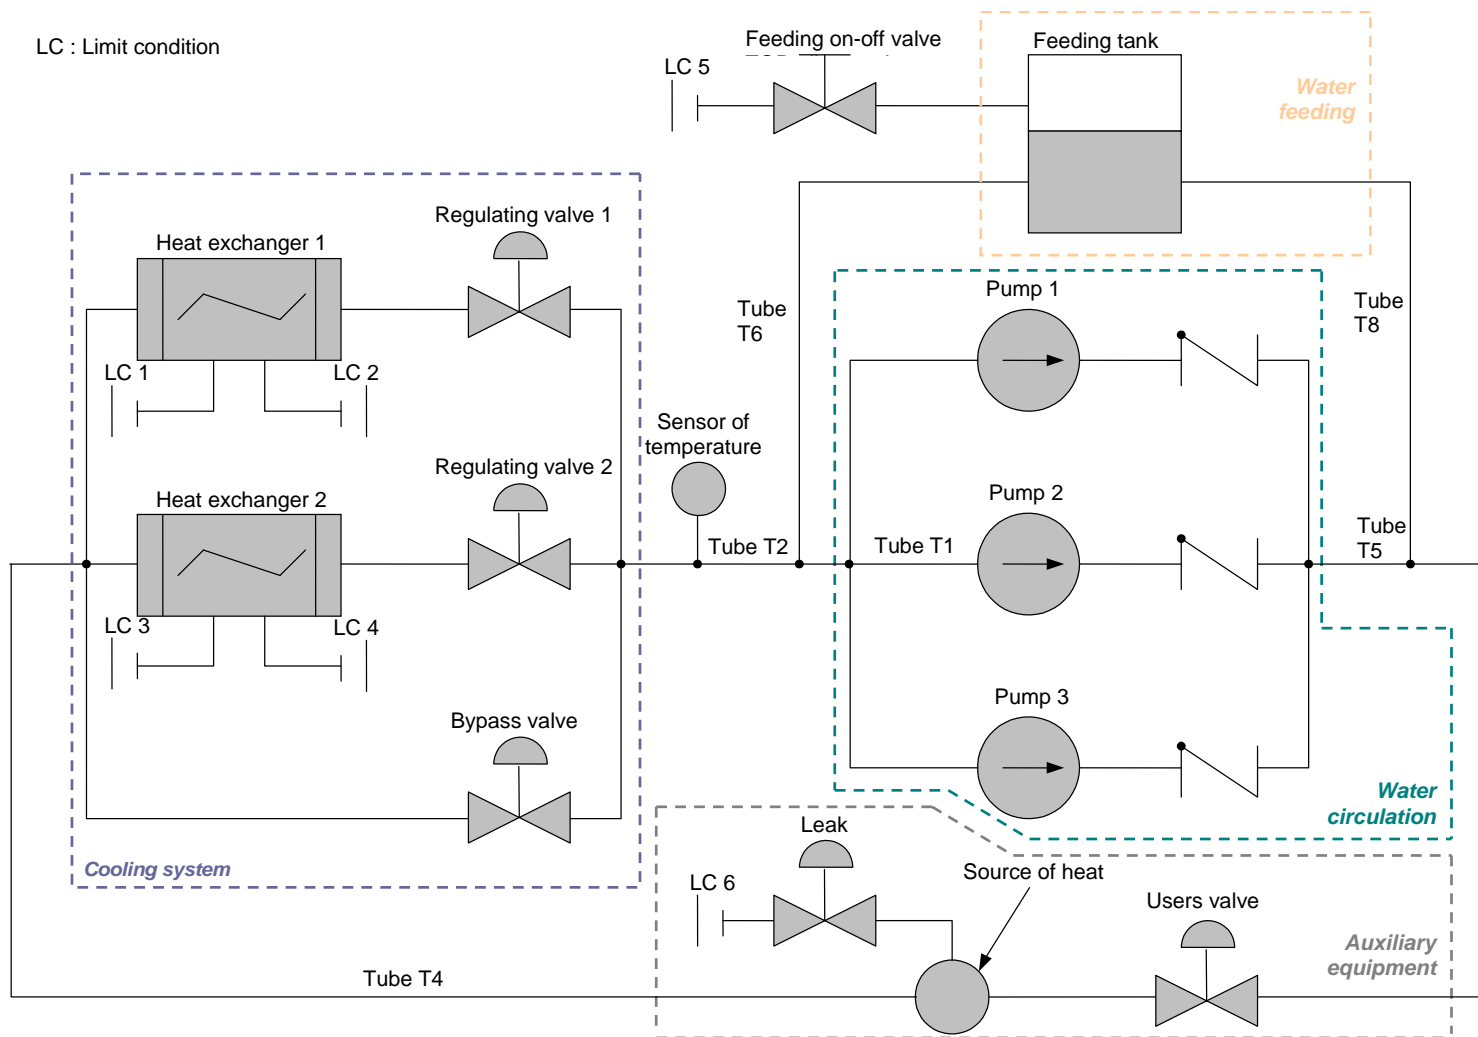 LC : Limit condition
Feeding on-off valve
Feeding tank
LC 5
Water
feeding
Regulating valve 1
Heat exchanger 1
LC 1
LC 2
Tube
T6
Pump 1
Tube
T8
Sensor of
temperature
Regulating valve 2
Heat exchanger 2
Pump 2
Tube T2
Tube T1
Tube
T5
LC 3
LC 4
Pump 3
Bypass valve
Water
circulation
Cooling system
Leak
Source of heat
LC 6
Users valve
Auxiliary
equipment
Tube T4